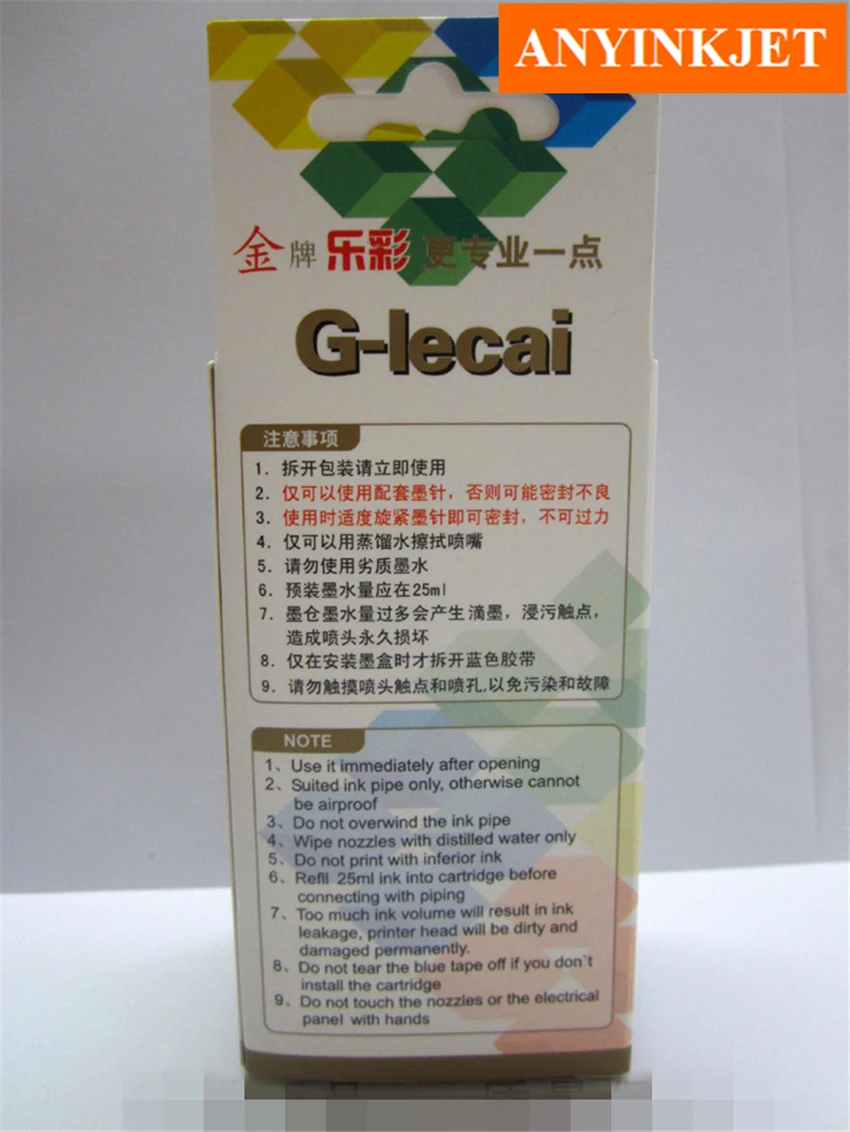 ANYINKJET
金牌 乐彩 更专业一点
G-lecai
注意事项
1. 拆开包装请立即使用
2. 仅可以使用配套墨针，否则可能密封不良
3. 使用时适度旋紧墨针即可密封，不可过力
4. 仅可以用蒸馏水擦拭喷嘴
5. 请勿使用劣质墨水
6. 预装墨水量应在25ml
7. 墨仓墨水量过多会产生滴墨，浸污触点，
造成喷头永久损坏
8. 仅在安装墨盒时才拆开蓝色胶带
9. 请勿触摸喷头触点和喷孔,以免污染和故障
NOTE
1、Use it immediately after opening
2、Suited ink pipe only, otherwise cannot
be airproof
3、Do not overwind the ink pipe
4、Wipe nozzles with distilled water only
5、Do not print with inferior ink
6、Refll 25ml ink into cartridge before
connecting with piping
7、Too much ink volume will result in ink
leakage, printer head will be dirty and
damaged permanently.
8、Do not tear the blue tape off if you don`t
install the cartridge
9、Do not touch the nozzles or the electrical
panel with hands